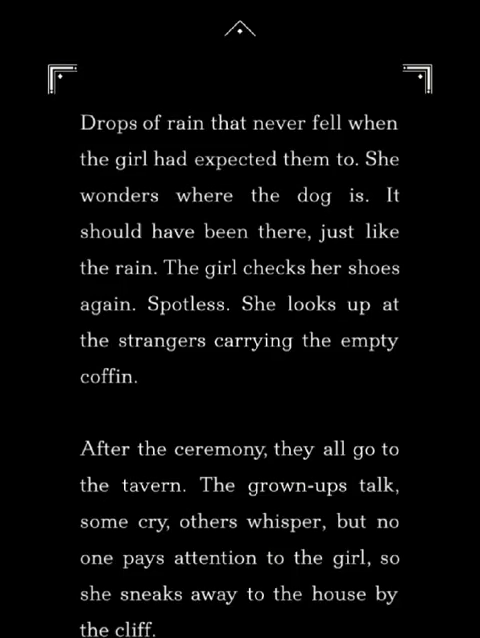 Drops of rain that never fell when
the girl had expected them to. She
wonders where the dog is. It
should have been there, just like
the rain. The girl checks her shoes
again. Spotless. She looks up at
the strangers carrying the empty
coffin.
After the ceremony, they all go to
the tavern. The grown-ups talk,
some cry, others whisper, but no
one pays attention to the girl, so
she sneaks away to the house by
the cliff.